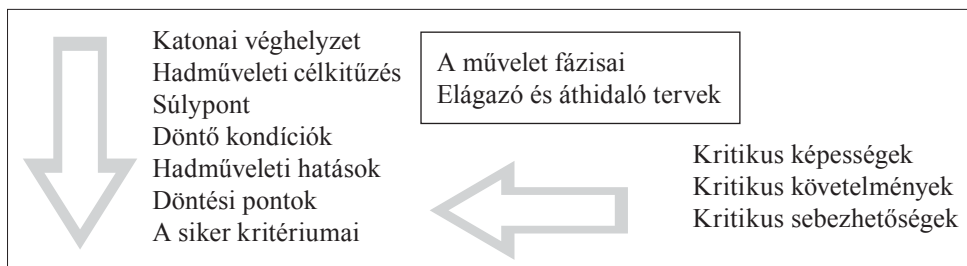 Katonai véghelyzet
Hadműveleti célkitűzés
Súlypont
Döntő kondíciók
Hadműveleti hatások
Döntési pontok
A siker kritériumai
A művelet fázisai
Elágazó és áthidaló tervek
Kritikus képességek
Kritikus követelmények
Kritikus sebezhetőségek